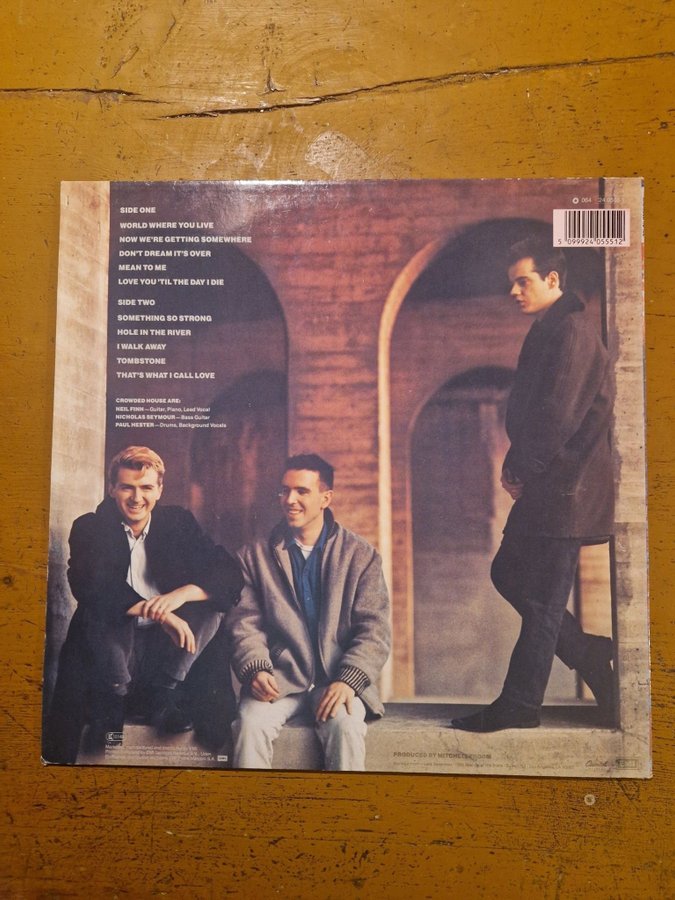 SIDE ONE
WORLD WHERE YOU LIVE
NOW WE'RE GETTING SOMEWHERE
DON'T DREAM IT'S OVER
MEAN TO ME
LOVE YOU 'TIL THE DAY I DIE
SIDE TWO
SOMETHING SO STRONG
HOLE IN THE RIVER
I WALK AWAY
TOMBSTONE
THAT'S WHAT I CALL LOVE
CROWDED HOUSE ARE:
NEIL FINN—Guitar, Piano, Lead Vocal
NICHOLAS SEYMOUR—Bass Guitar
PAUL HESTER—Drums, Background Vocals
064
5 099924 055512
PRODUCED BY MITCHELL FROOM
EMI